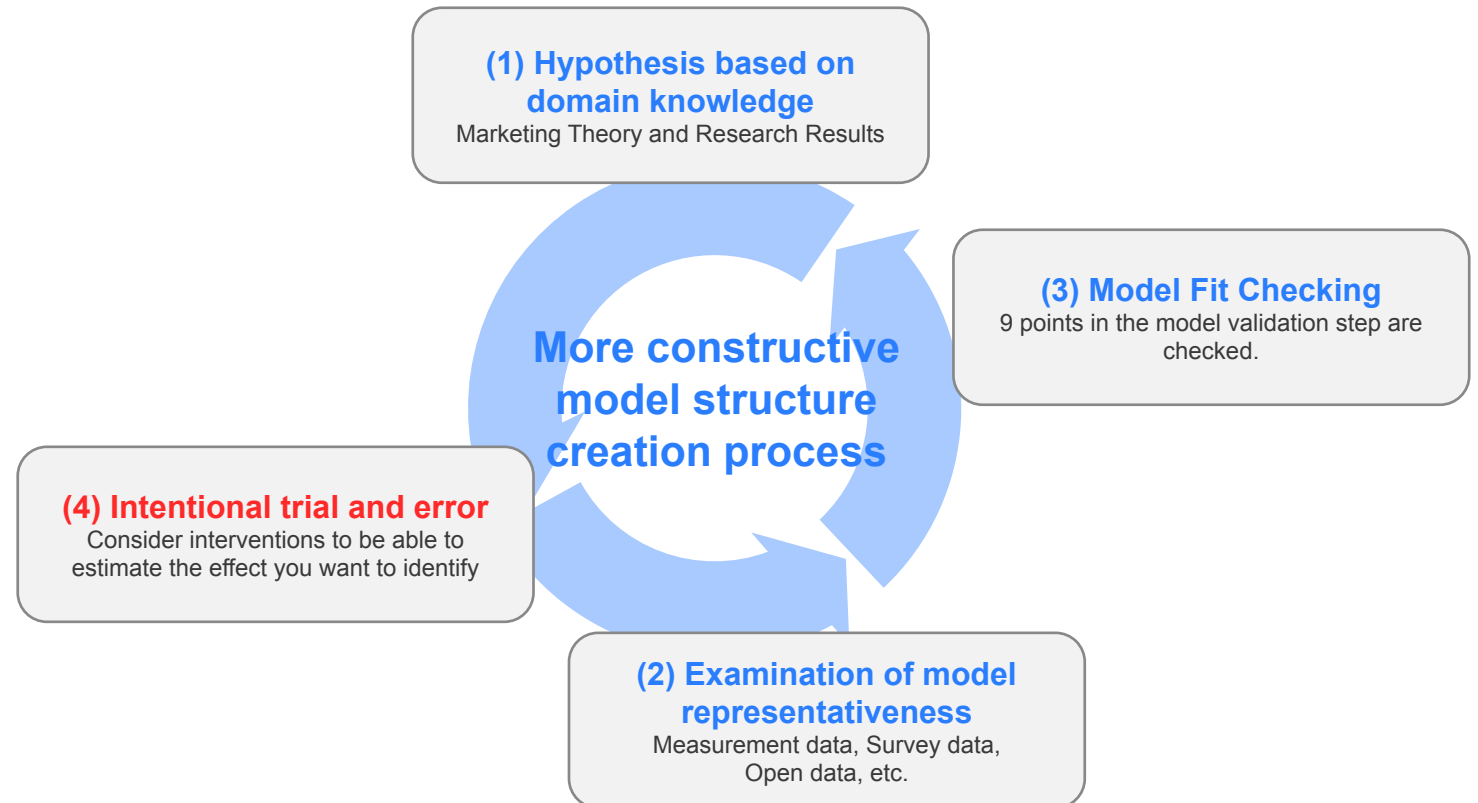 (1) Hypothesis based on
domain knowledge
Marketing Theory and Research Results
(3) Model Fit Checking
9 points in the model validation step are
checked.
More constructive
model structure
creation process
(4) Intentional trial and error
Consider interventions to be able to
estimate the effect you want to identify
(2) Examination of model
representativeness
Measurement data, Survey data,
Open data, etc.